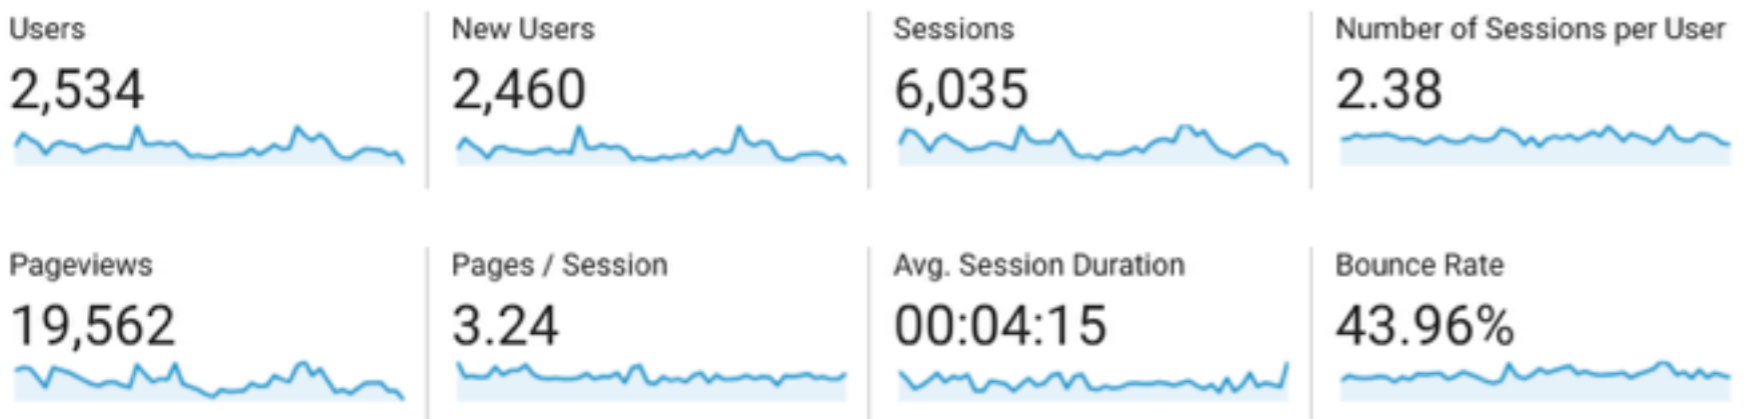 Users
2,534
New Users
2,460
Sessions
6,035
Number of Sessions per User
2.38
Pageviews
19,562
Pages / Session
3.24
Avg. Session Duration
00:04:15
Bounce Rate
43.96%